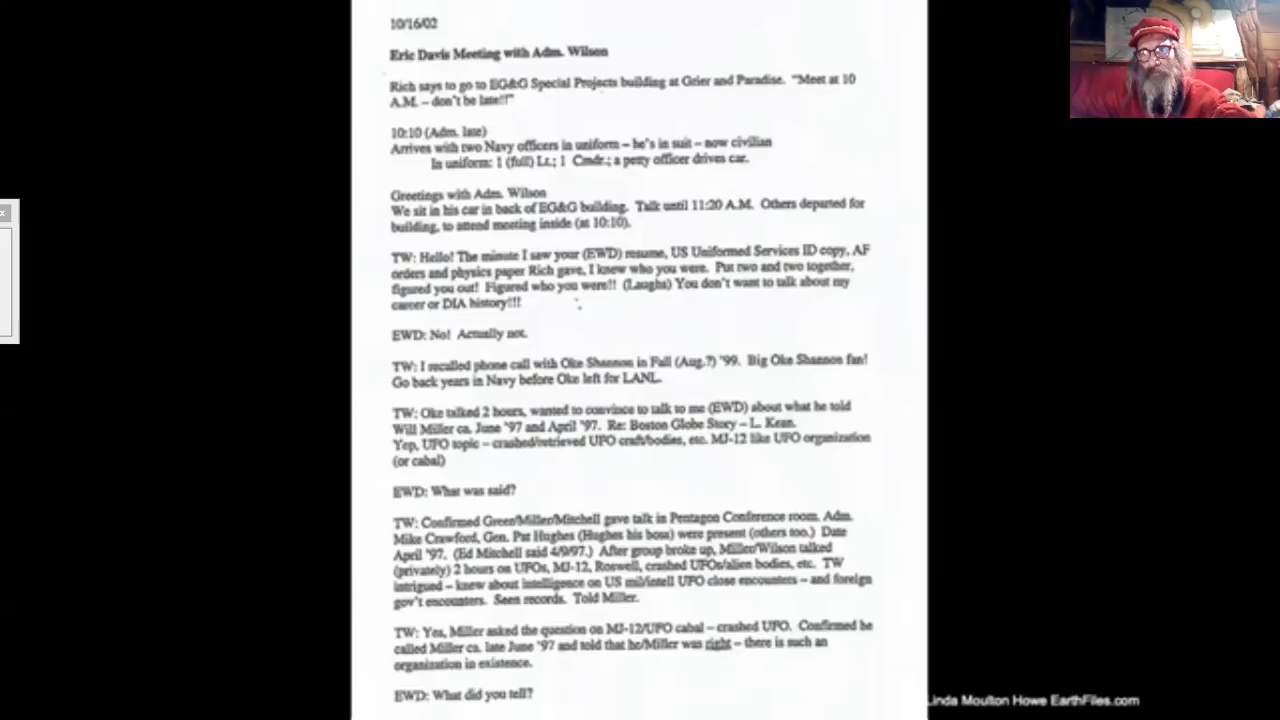 10/16/02
Eric Davis Meeting with Adm. Wilson
Rich says to go to EG&G Special Projects building at Grier and Paradise. "Meet at 10
A.M. – don't be late!!"
10:10 (Adm. late)
Arrives with two Navy officers in uniform – he's in suit – now civilian
In uniform: 1 (full) Lt.; 1 Cmdr.; a petty officer drives car.
Greetings with Adm. Wilson
We sit in his car in back of EG&G building. Talk until 11:20 A.M. Others departed for
building, to attend meeting inside (at 10:10).
TW: Hello! The minute I saw your (EWD) resume, US Uniformed Services ID copy, AF
orders and physics paper Rich gave, I knew who you were. Put two and two together,
figured you out! Figured who you were!! (Laughs) You don't want to talk about my
career or DIA history!!!
EWD: No! Actually not.
TW: I recalled phone call with Oke Shannon in Fall (Aug.?) '99. Big Oke Shannon fan!
Go back years in Navy before Oke left for LANL.
TW: Oke talked 2 hours, wanted to convince to talk to me (EWD) about what he told
Will Miller ca. June '97 and April '97. Re: Boston Globe Story – L. Kean.
Yep, UFO topic – crashed/retrieved UFO craft/bodies, etc. MJ-12 like UFO organization
(or cabal)
EWD: What was said?
TW: Confirmed Greer/Miller/Mitchell gave talk in Pentagon Conference room. Adm.
Mike Crawford, Gen. Pat Hughes (Hughes his boss) were present (others too.) Date
April '97. (Ed Mitchell said 4/9/97.) After group broke up, Miller/Wilson talked
(privately) 2 hours on UFOs, MJ-12, Roswell, crashed UFOs/alien bodies, etc. TW
intrigued – knew about intelligence on US mil/intell UFO close encounters – and foreign
gov't encounters. Seen records. Told Miller.
TW: Yes, Miller asked the question on MJ-12/UFO cabal – crashed UFO. Confirmed he
called Miller ca. late June '97 and told that he/Miller was right – there is such an
organization in existence.
EWD: What did you tell?
Linda Moulton Howe EarthFiles.com